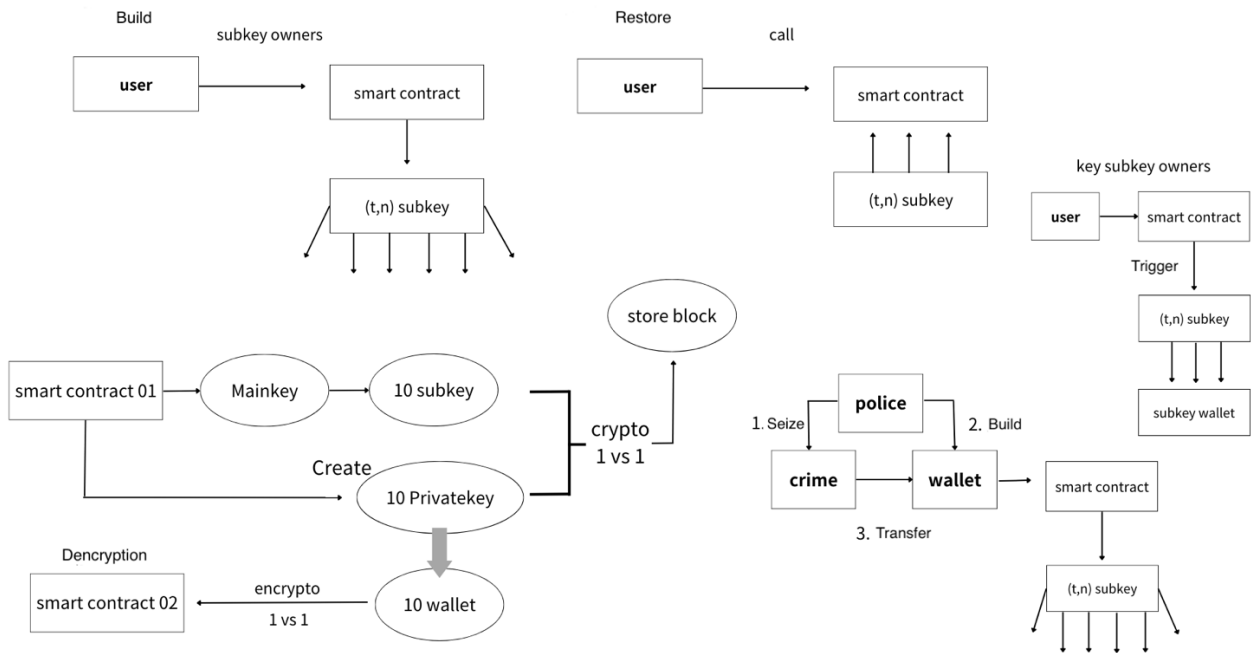 Build
subkey owners
user
smart contract
(t,n) subkey
Restore
call
user
smart contract
(t,n) subkey
key subkey owners
user
smart contract
Trigger
(t,n) subkey
subkey wallet
store block
smart contract 01
Mainkey
10 subkey
crypto
1 vs 1
Create
10 Privatekey
Dencryption
smart contract 02
encrypto
1 vs 1
10 wallet
police
1. Seize
2. Build
crime
wallet
3. Transfer
smart contract
(t,n) subkey